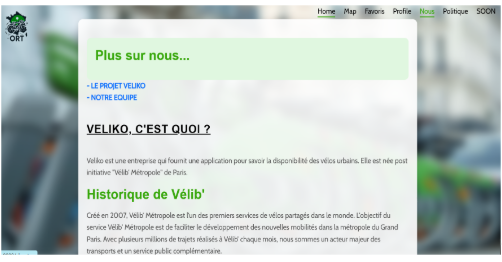 Home Map Favoris Profile Nous Politique SOON
ORT
Plus sur nous...
- LE PROJET VELIKO
- NOTRE EQUIPE
VELIKO, C'EST QUOI ?
Veliko est une entreprise qui fournit une application pour savoir la disponibilité des vélos urbains. Elle est née post
initiative "Vélib' Métropole" de Paris.
Historique de Vélib'
Créé en 2007, Vélib' Métropole est l'un des premiers services de vélos partagés dans le monde. L'objectif du
service Vélib' Métropole est de faciliter le développement des nouvelles mobilités dans la métropole du Grand
Paris. Avec plusieurs millions de trajets réalisés à Vélib' chaque mois, nous sommes un acteur majeur des
transports et un service public complémentaire.